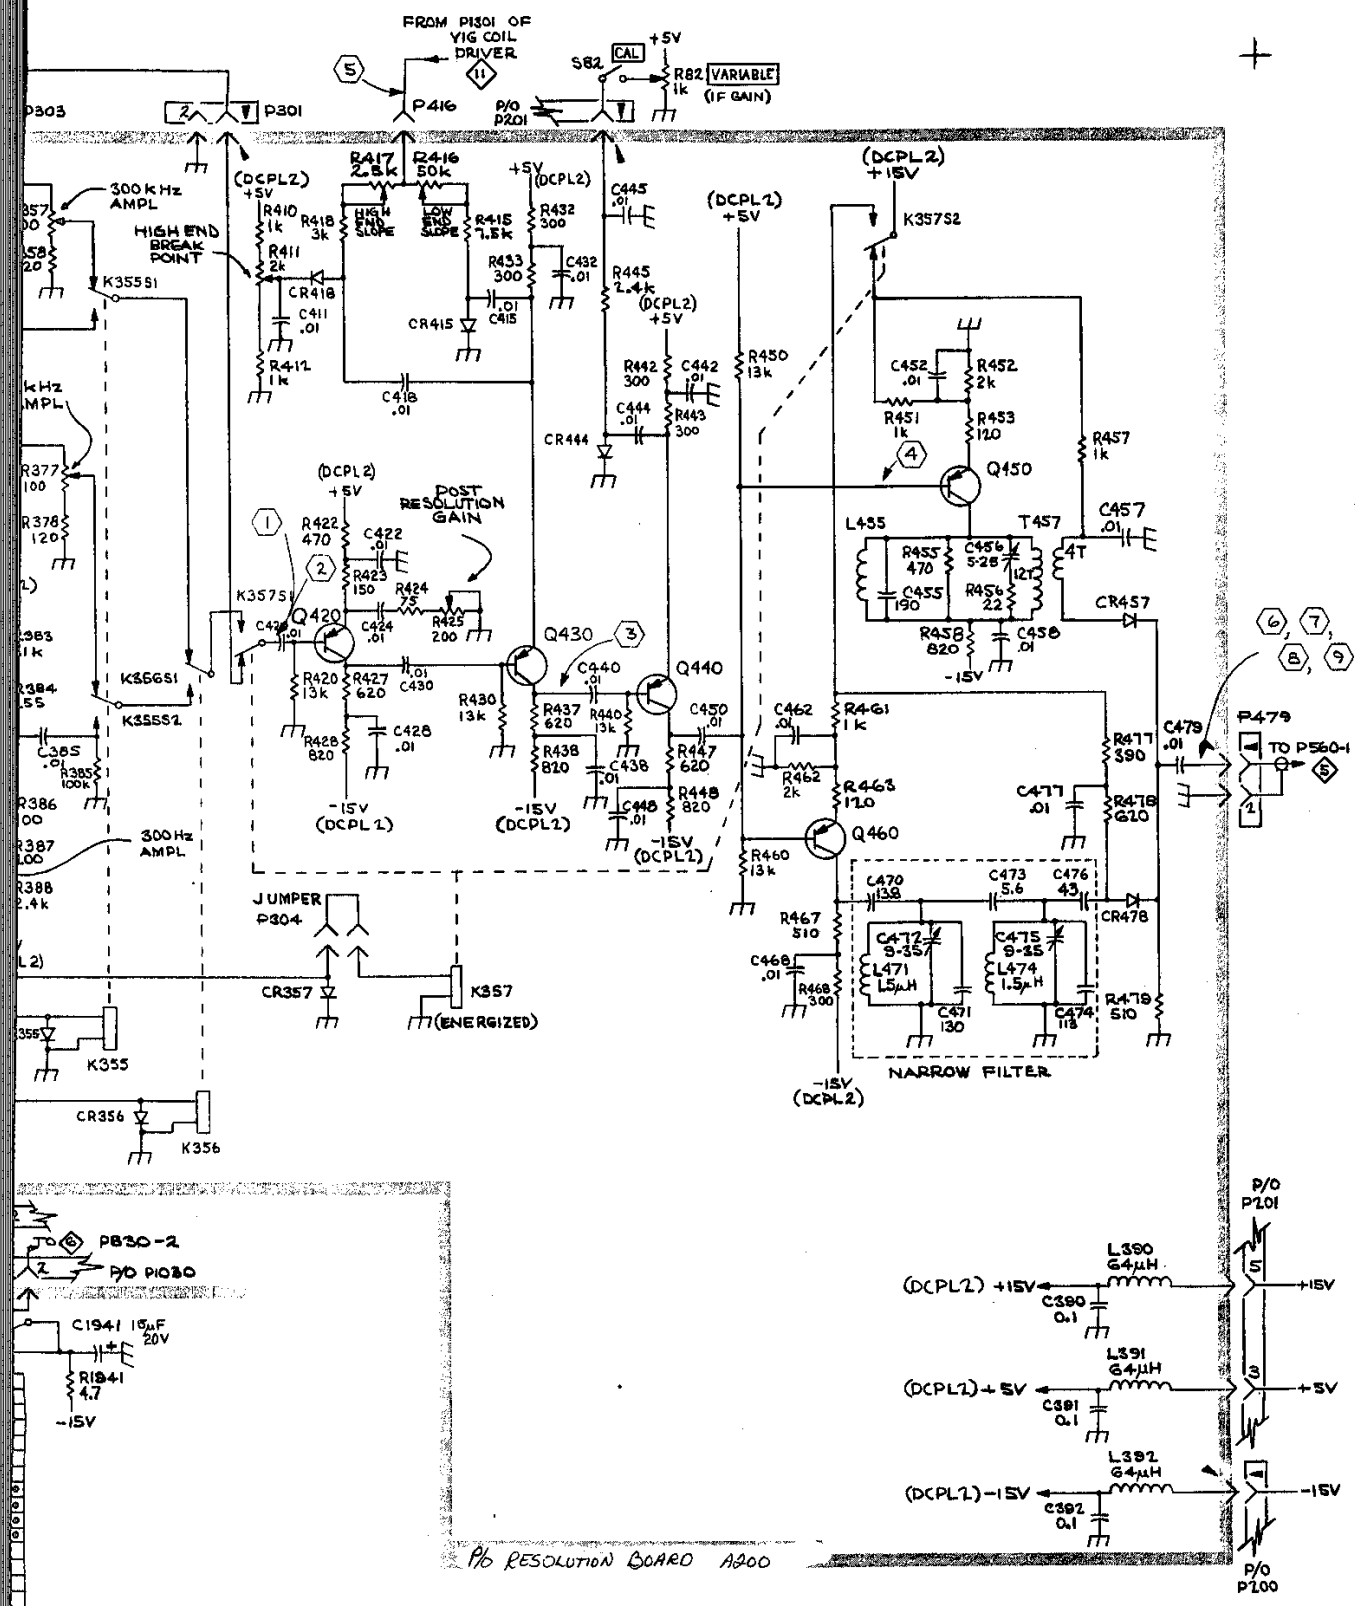 FROM P1301 OF
YIG COIL
DRIVER
11
5
P416
S82
CAL
+5V
R82
1k
VARIABLE
(IF GAIN)
P/O
P201
P303
2
P301
300 kHz
AMPL
(DCPL2)
+5V
R410
1k
HIGH END
BREAK
POINT
R411
2k
R417
2.5k
R416
50k
R418
3k
HIGH
END
SLOPE
LOW
END
SLOPE
R415
7.5k
+5V
(DCPL2)
R432
300
R433
300
C432
.01
C445
.01
R445
2.4k
(DCPL2)
+5V
(DCPL2)
+5V
(DCPL2)
+15V
K357S2
K355S1
CR418
C411
.01
R412
1k
CR415
.01
C415
C418
.01
R442
300
C442
.01
R443
300
C444
.01
CR444
R450
13k
C452
.01
R452
2k
R451
1k
R453
120
4
Q450
R457
1k
kHz
R377
100
R378
120
(DCPL2)
+5V
POST
RESOLUTION
GAIN
1
2
R422
470
C422
.01
R423
150
R424
75
C424
.01
R425
200
K357S1
.01
Q420
Q430
3
L455
R455
470
C455
190
C456
5-25
R456
22
12T
T457
4T
C457
.01
CR457
R458
820
C458
.01
-15V
6, 7,
8, 9
K356S1
K355S2
R420
13k
R427
620
.01
C430
R430
13k
C440
.01
Q440
R437
620
R440
13k
C450
.01
C462
.01
R461
1k
R477
390
C479
.01
P479
TO P560-1
5
2
C385
.01
R385
100k
R428
820
C428
.01
R438
820
C438
.01
R447
620
R448
820
C448
.01
R462
2k
R463
120
C477
.01
R478
620
-15V
(DCPL2)
-15V
(DCPL2)
-15V
(DCPL2)
R386
R387
R388
2.4k
300 Hz
AMPL
R460
13k
Q460
JUMPER
P304
C470
13.8
C473
5.6
C476
43
CR478
R467
510
C472
9-35
C475
9-35
L471
1.5µH
L474
1.5µH
C468
.01
R468
300
C471
130
C474
113
R479
510
NARROW FILTER
CR357
K357
(ENERGIZED)
K355
CR356
K356
-15V
(DCPL2)
TO 6 P830-2
2
P/O P1030
C1941 15µF
20V
R1941
4.7
-15V
P/O
P201
(DCPL2) +15V
L390
64µH
C390
0.1
5
+15V
(DCPL2) +5V
L391
64µH
C391
0.1
3
+5V
(DCPL2) -15V
L392
64µH
C392
0.1
-15V
P/O RESOLUTION BOARD A200
P/O
P200